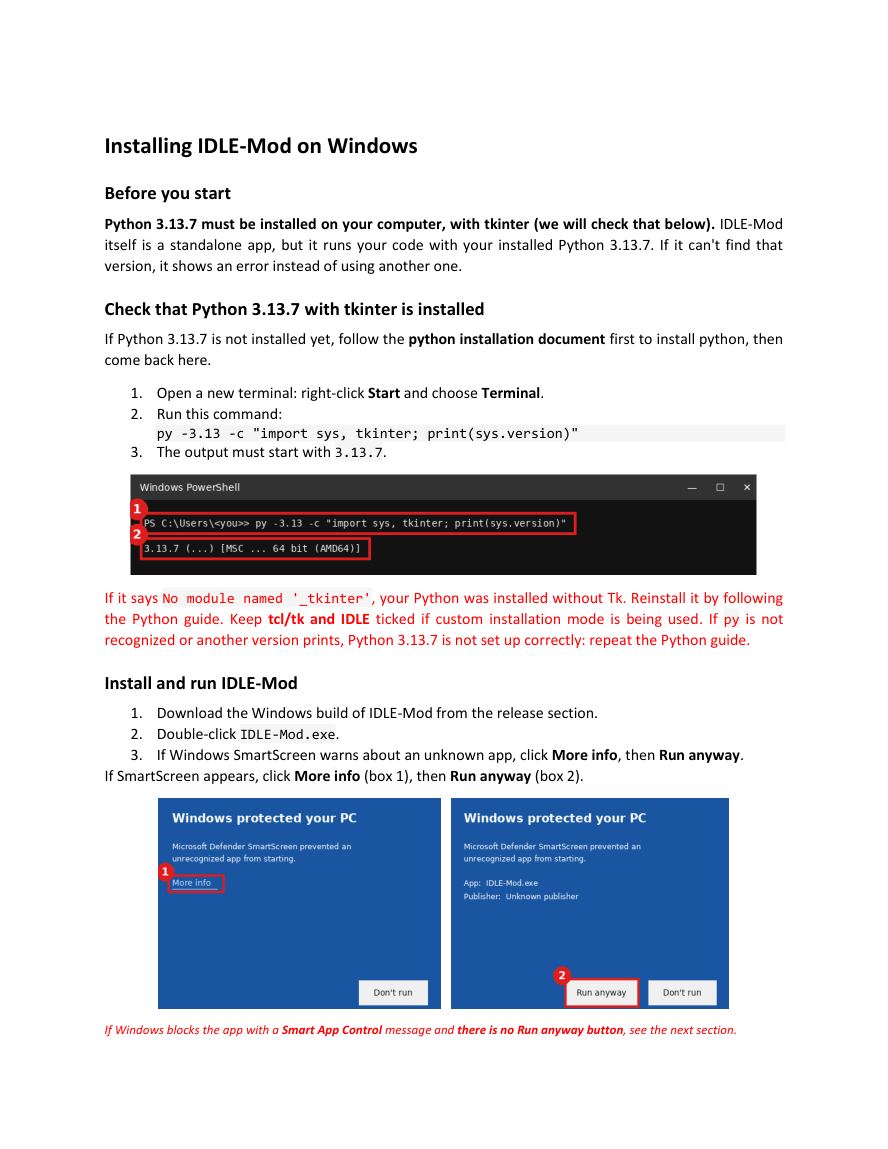 Installing IDLE-Mod on Windows
Before you start
Python 3.13.7 must be installed on your computer, with tkinter (we will check that below). IDLE-Mod
itself is a standalone app, but it runs your code with your installed Python 3.13.7. If it can't find that
version, it shows an error instead of using another one.
Check that Python 3.13.7 with tkinter is installed
If Python 3.13.7 is not installed yet, follow the python installation document first to install python, then
come back here.
1. Open a new terminal: right-click Start and choose Terminal.
2. Run this command:
py -3.13 -c "import sys, tkinter; print(sys.version)"
3. The output must start with 3.13.7.
Windows PowerShell
1
PS C:\Users\<you>> py -3.13 -c "import sys, tkinter; print(sys.version)"
2
3.13.7 (...) [MSC ... 64 bit (AMD64)]
If it says No module named '_tkinter', your Python was installed without Tk. Reinstall it by following
the Python guide. Keep tcl/tk and IDLE ticked if custom installation mode is being used. If py is not
recognized or another version prints, Python 3.13.7 is not set up correctly: repeat the Python guide.
Install and run IDLE-Mod
1. Download the Windows build of IDLE-Mod from the release section.
2. Double-click IDLE-Mod.exe.
3. If Windows SmartScreen warns about an unknown app, click More info, then Run anyway.
If SmartScreen appears, click More info (box 1), then Run anyway (box 2).
Windows protected your PC
Microsoft Defender SmartScreen prevented an
unrecognized app from starting.
1
More info
Don't run
Windows protected your PC
Microsoft Defender SmartScreen prevented an
unrecognized app from starting.
App: IDLE-Mod.exe
Publisher: Unknown publisher
2
Run anyway
Don't run
If Windows blocks the app with a Smart App Control message and there is no Run anyway button, see the next section.